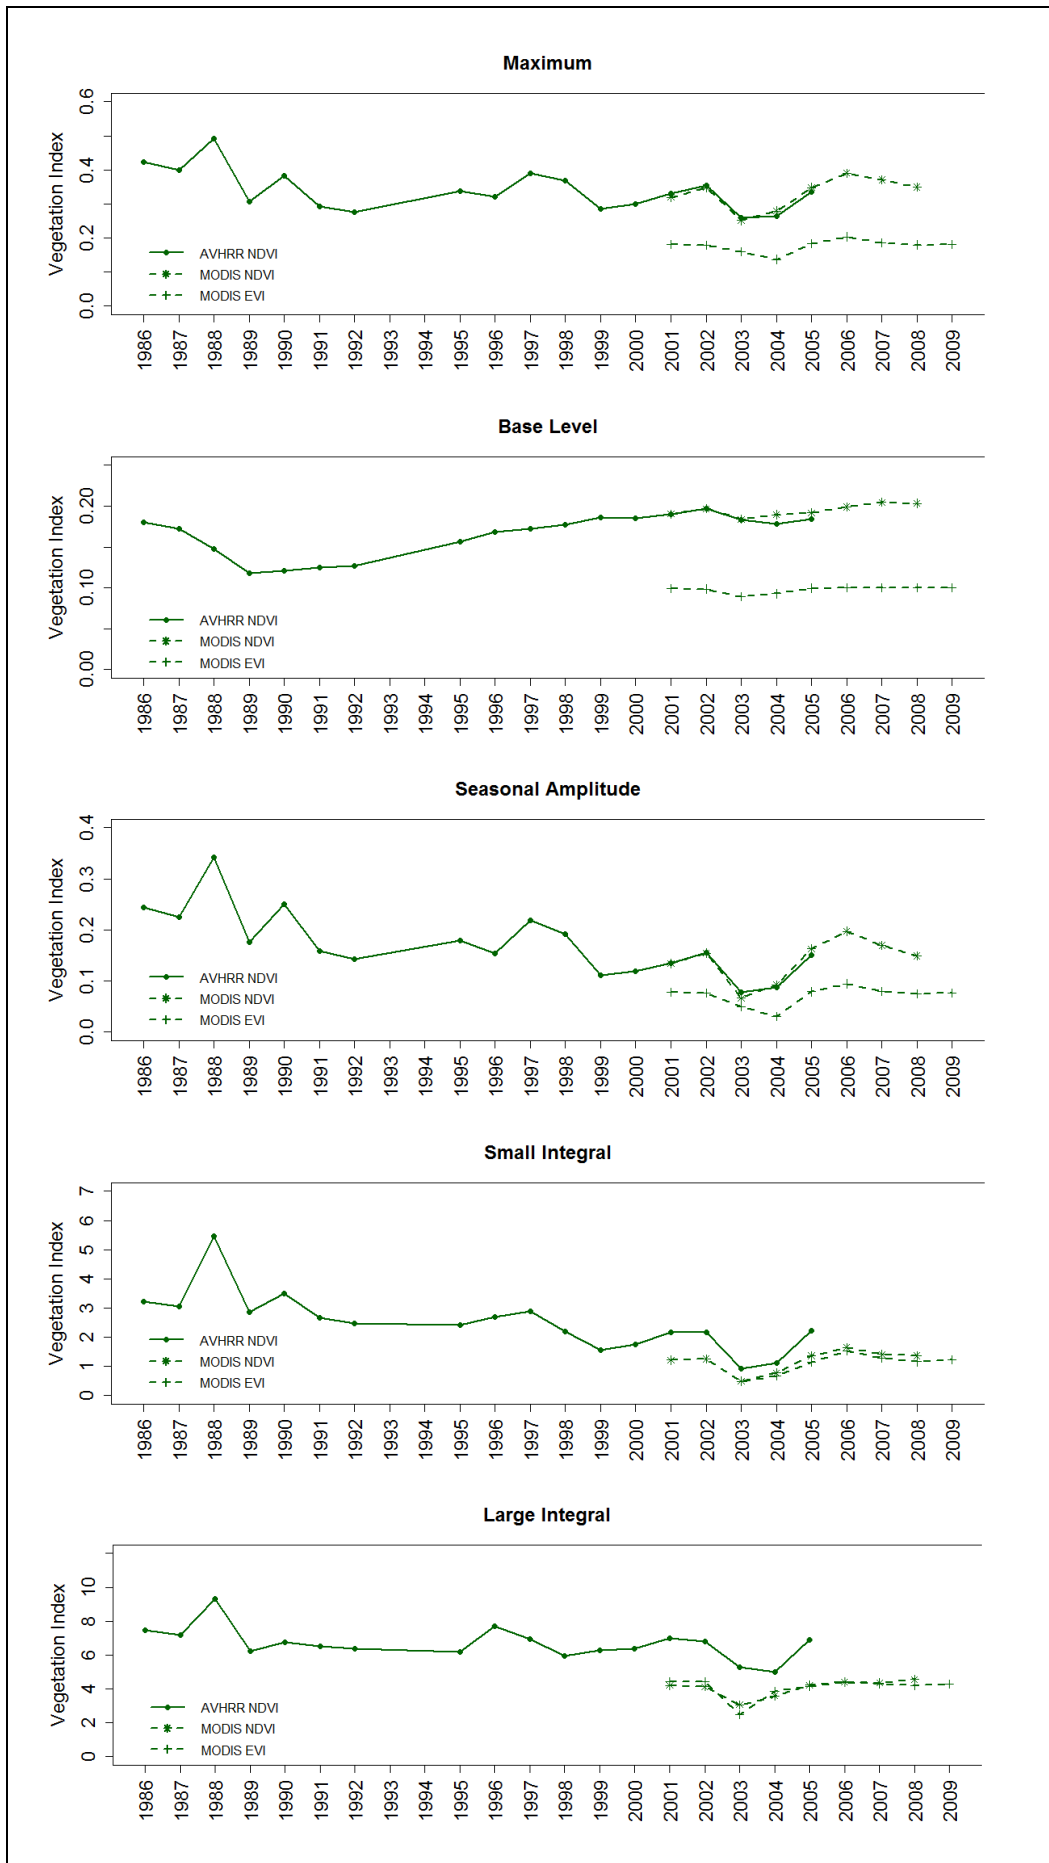 Maximum
Vegetation Index
0.0 0.2 0.4 0.6
AVHRR NDVI
MODIS NDVI
MODIS EVI
1986 1987 1988 1989 1990 1991 1992 1993 1994 1995 1996 1997 1998 1999 2000 2001 2002 2003 2004 2005 2006 2007 2008 2009
Base Level
Vegetation Index
0.00 0.10 0.20
AVHRR NDVI
MODIS NDVI
MODIS EVI
1986 1987 1988 1989 1990 1991 1992 1993 1994 1995 1996 1997 1998 1999 2000 2001 2002 2003 2004 2005 2006 2007 2008 2009
Seasonal Amplitude
Vegetation Index
0.0 0.1 0.2 0.3 0.4
AVHRR NDVI
MODIS NDVI
MODIS EVI
1986 1987 1988 1989 1990 1991 1992 1993 1994 1995 1996 1997 1998 1999 2000 2001 2002 2003 2004 2005 2006 2007 2008 2009
Small Integral
Vegetation Index
0 1 2 3 4 5 6 7
AVHRR NDVI
MODIS NDVI
MODIS EVI
1986 1987 1988 1989 1990 1991 1992 1993 1994 1995 1996 1997 1998 1999 2000 2001 2002 2003 2004 2005 2006 2007 2008 2009
Large Integral
Vegetation Index
0 2 4 6 8 10
AVHRR NDVI
MODIS NDVI
MODIS EVI
1986 1987 1988 1989 1990 1991 1992 1993 1994 1995 1996 1997 1998 1999 2000 2001 2002 2003 2004 2005 2006 2007 2008 2009